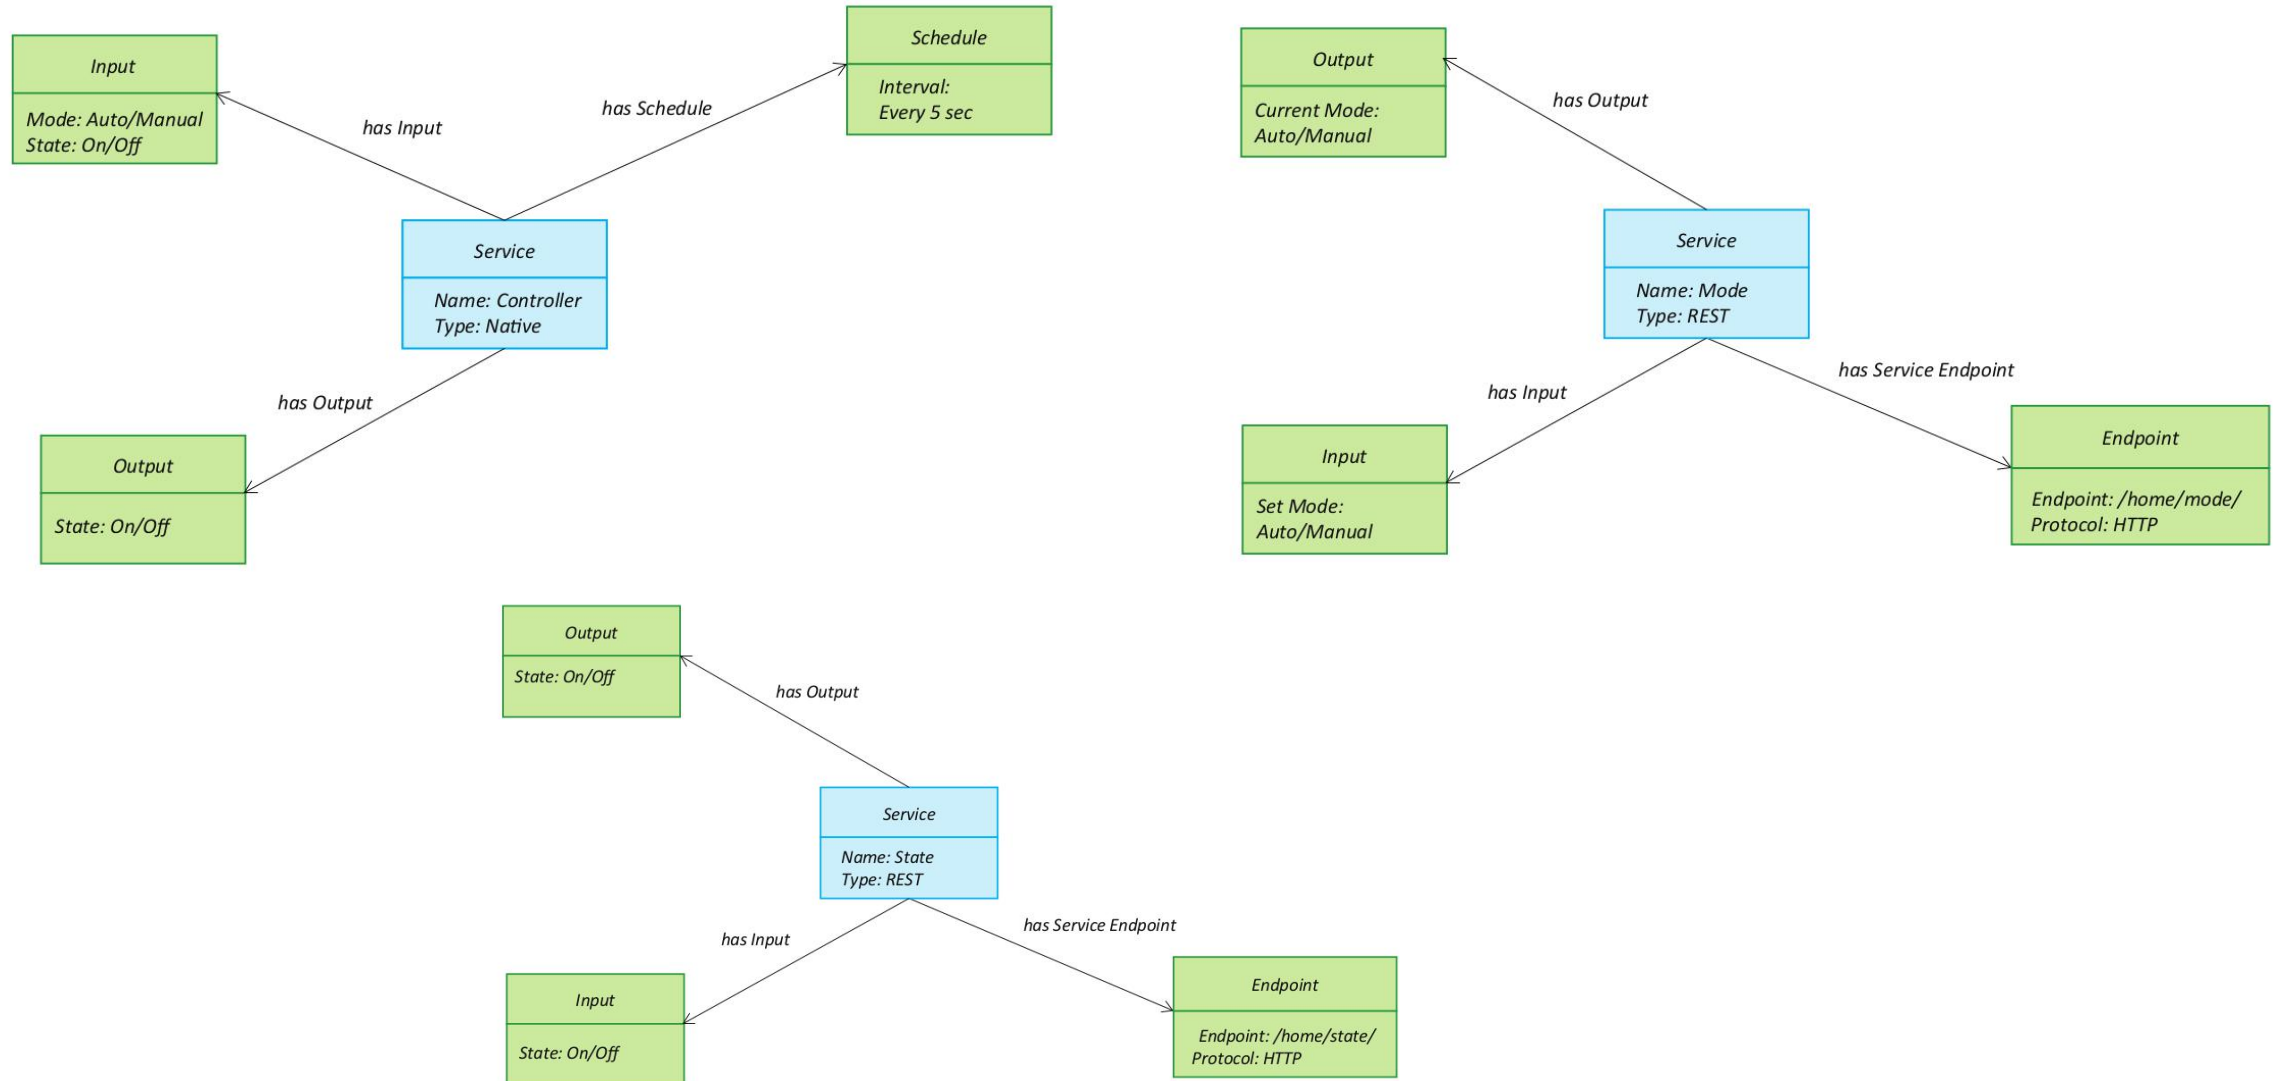 Input
Mode: Auto/Manual
State: On/Off
has Input
has Schedule
Schedule
Interval:
Every 5 sec
Service
Name: Controller
Type: Native
has Output
Output
State: On/Off
Output
Current Mode:
Auto/Manual
has Output
Service
Name: Mode
Type: REST
has Input
has Service Endpoint
Input
Set Mode:
Auto/Manual
Endpoint
Endpoint: /home/mode/
Protocol: HTTP
Output
State: On/Off
has Output
Service
Name: State
Type: REST
has Input
has Service Endpoint
Input
State: On/Off
Endpoint
Endpoint: /home/state/
Protocol: HTTP